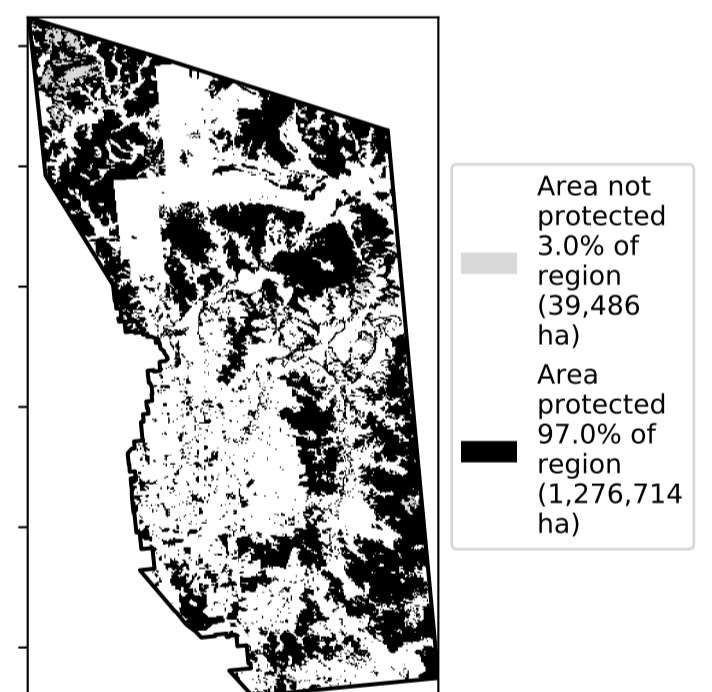 Area not
protected
3.0% of
region
(39,486
ha)
Area
protected
97.0% of
region
(1,276,714
ha)